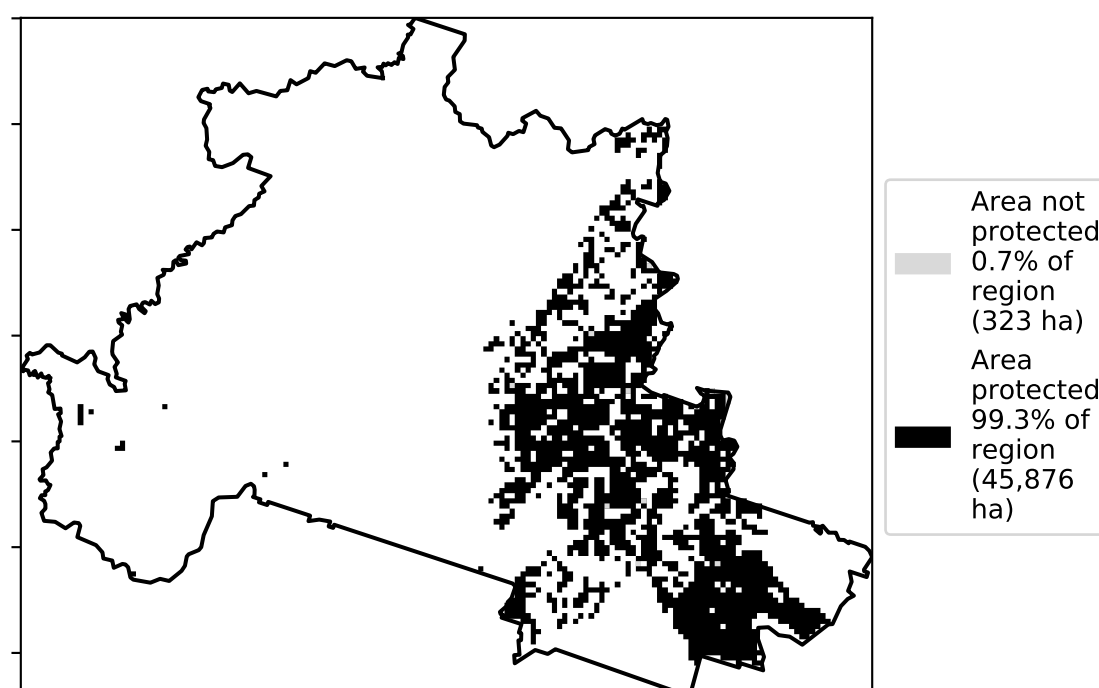 Area not
protected
0.7% of
region
(323 ha)
Area
protected
99.3% of
region
(45,876
ha)